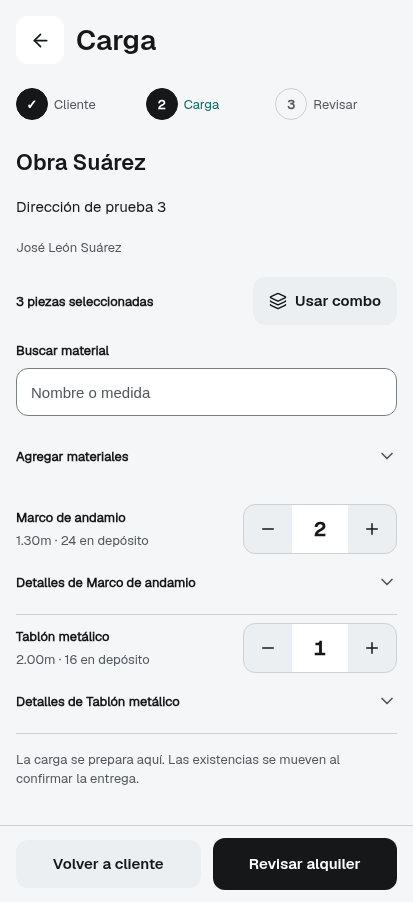 Carga
✓ Cliente 2 Carga 3 Revisar
Obra Suárez
Dirección de prueba 3
José León Suárez
3 piezas seleccionadas Usar combo
Buscar material
Nombre o medida
Agregar materiales
Marco de andamio
1.30m · 24 en depósito
− 2 +
Detalles de Marco de andamio
Tablón metálico
2.00m · 16 en depósito
− 1 +
Detalles de Tablón metálico
La carga se prepara aquí. Las existencias se mueven al
confirmar la entrega.
Volver a cliente Revisar alquiler